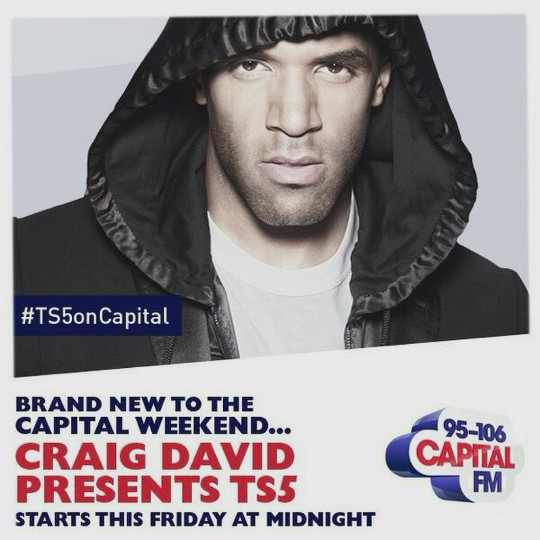 #TS5onCapital
BRAND NEW TO THE
CAPITAL WEEKEND...
CRAIG DAVID
PRESENTS TS5
STARTS THIS FRIDAY AT MIDNIGHT
95-106
CAPITAL
FM